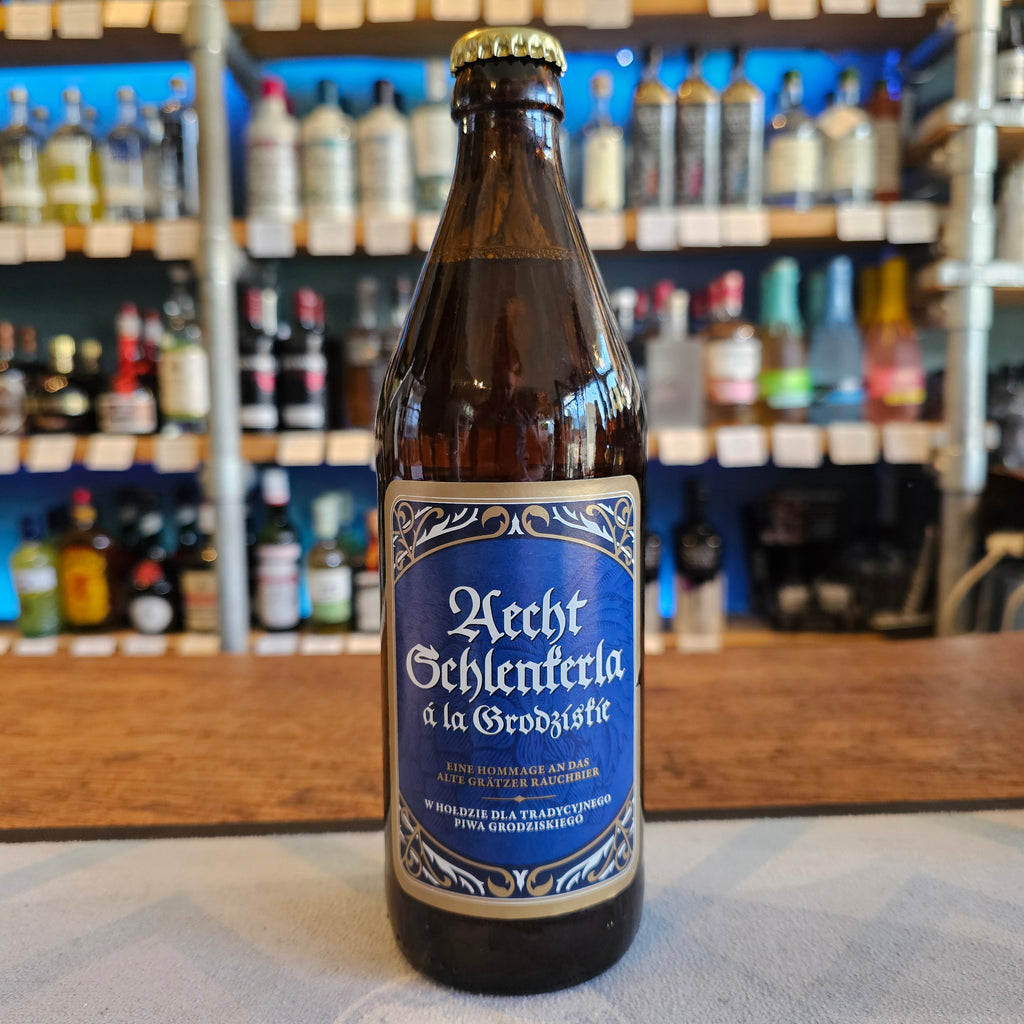 Aecht
Schlenkerla
á la Grodziskie
EINE HOMMAGE AN DAS
ALTE GRÄTZER RAUCHBIER
W HOŁDZIE DLA TRADYCYJNEGO
PIWA GRODZISKIEGO